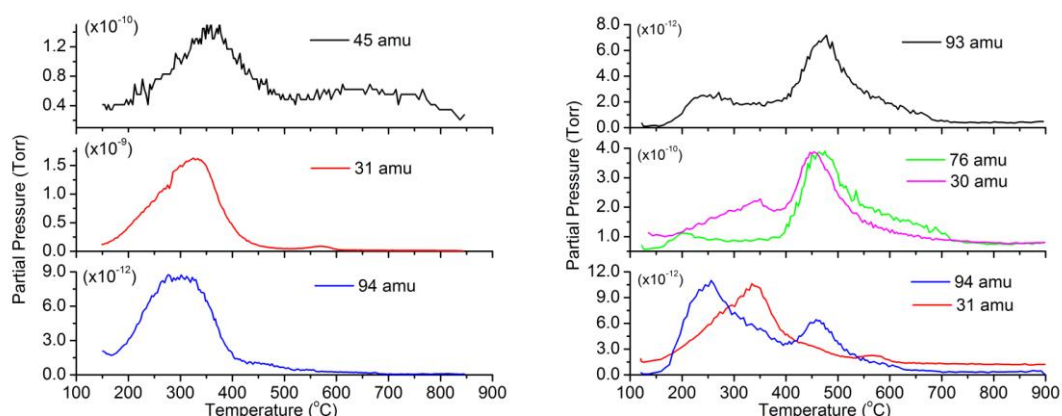 (x10⁻¹⁰)
45 amu
1.2
0.8
0.4
(x10⁻⁹)
31 amu
1.5
1.0
0.5
0.0
(x10⁻¹²)
94 amu
9.0
6.0
3.0
0.0
100 200 300 400 500 600 700 800 900
Temperature (°C)
Partial Pressure (Torr)
(x10⁻¹²)
93 amu
8.0
6.0
4.0
2.0
0.0
(x10⁻¹⁰)
76 amu
30 amu
4.0
3.0
2.0
1.0
(x10⁻¹²)
94 amu
31 amu
12.0
9.0
6.0
3.0
0.0
100 200 300 400 500 600 700 800 900
Temperature (°C)
Partial Pressure (Torr)